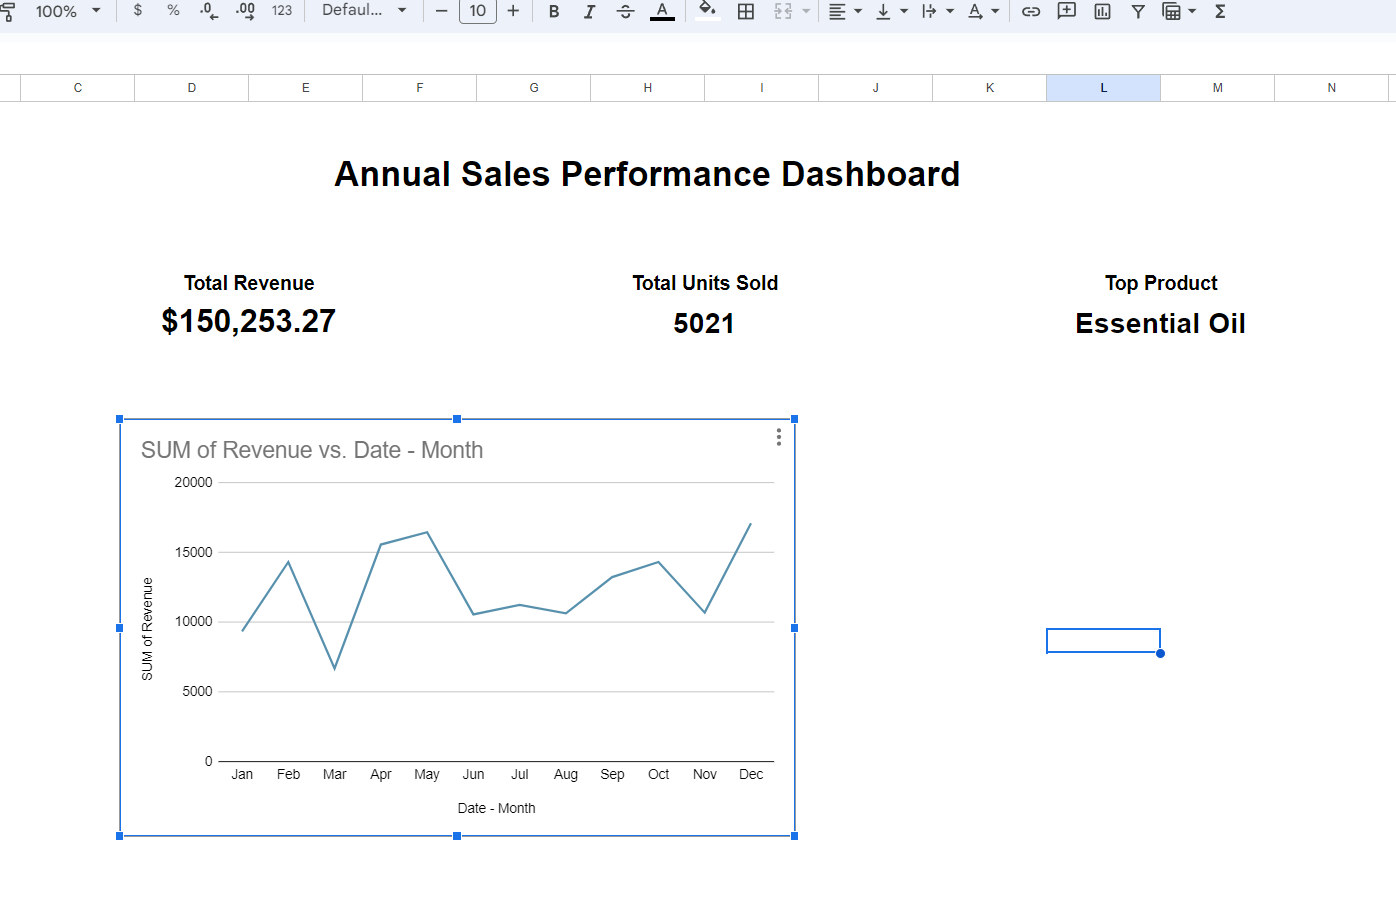 100% $ % .0 .00 123 Defaul... − 10 + B I S A Σ
C D E F G H I J K L M N
Annual Sales Performance Dashboard
Total Revenue Total Units Sold Top Product
$150,253.27 5021 Essential Oil
SUM of Revenue vs. Date - Month
SUM of Revenue
20000
15000
10000
5000
0
Jan Feb Mar Apr May Jun Jul Aug Sep Oct Nov Dec
Date - Month